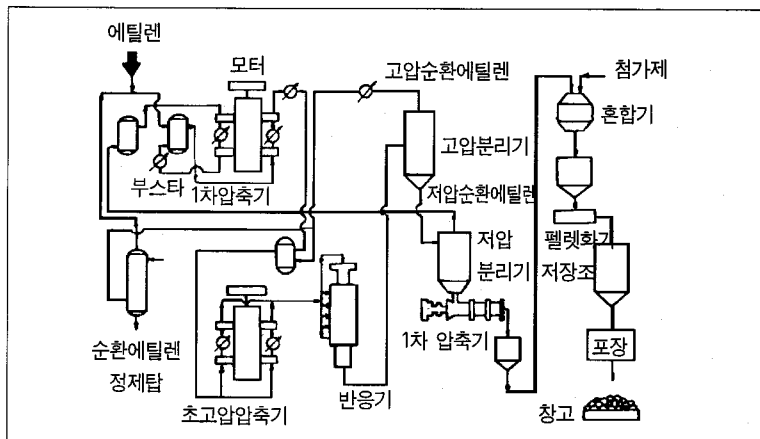 에틸렌
모터
고압순환에틸렌
첨가제
혼합기
고압분리기
부스타
1차압축기
저압순환에틸렌
저압
분리기
펠렛화기
저장조
순환에틸렌
정제탑
초고압압축기
반응기
1차 압축기
포장
창고